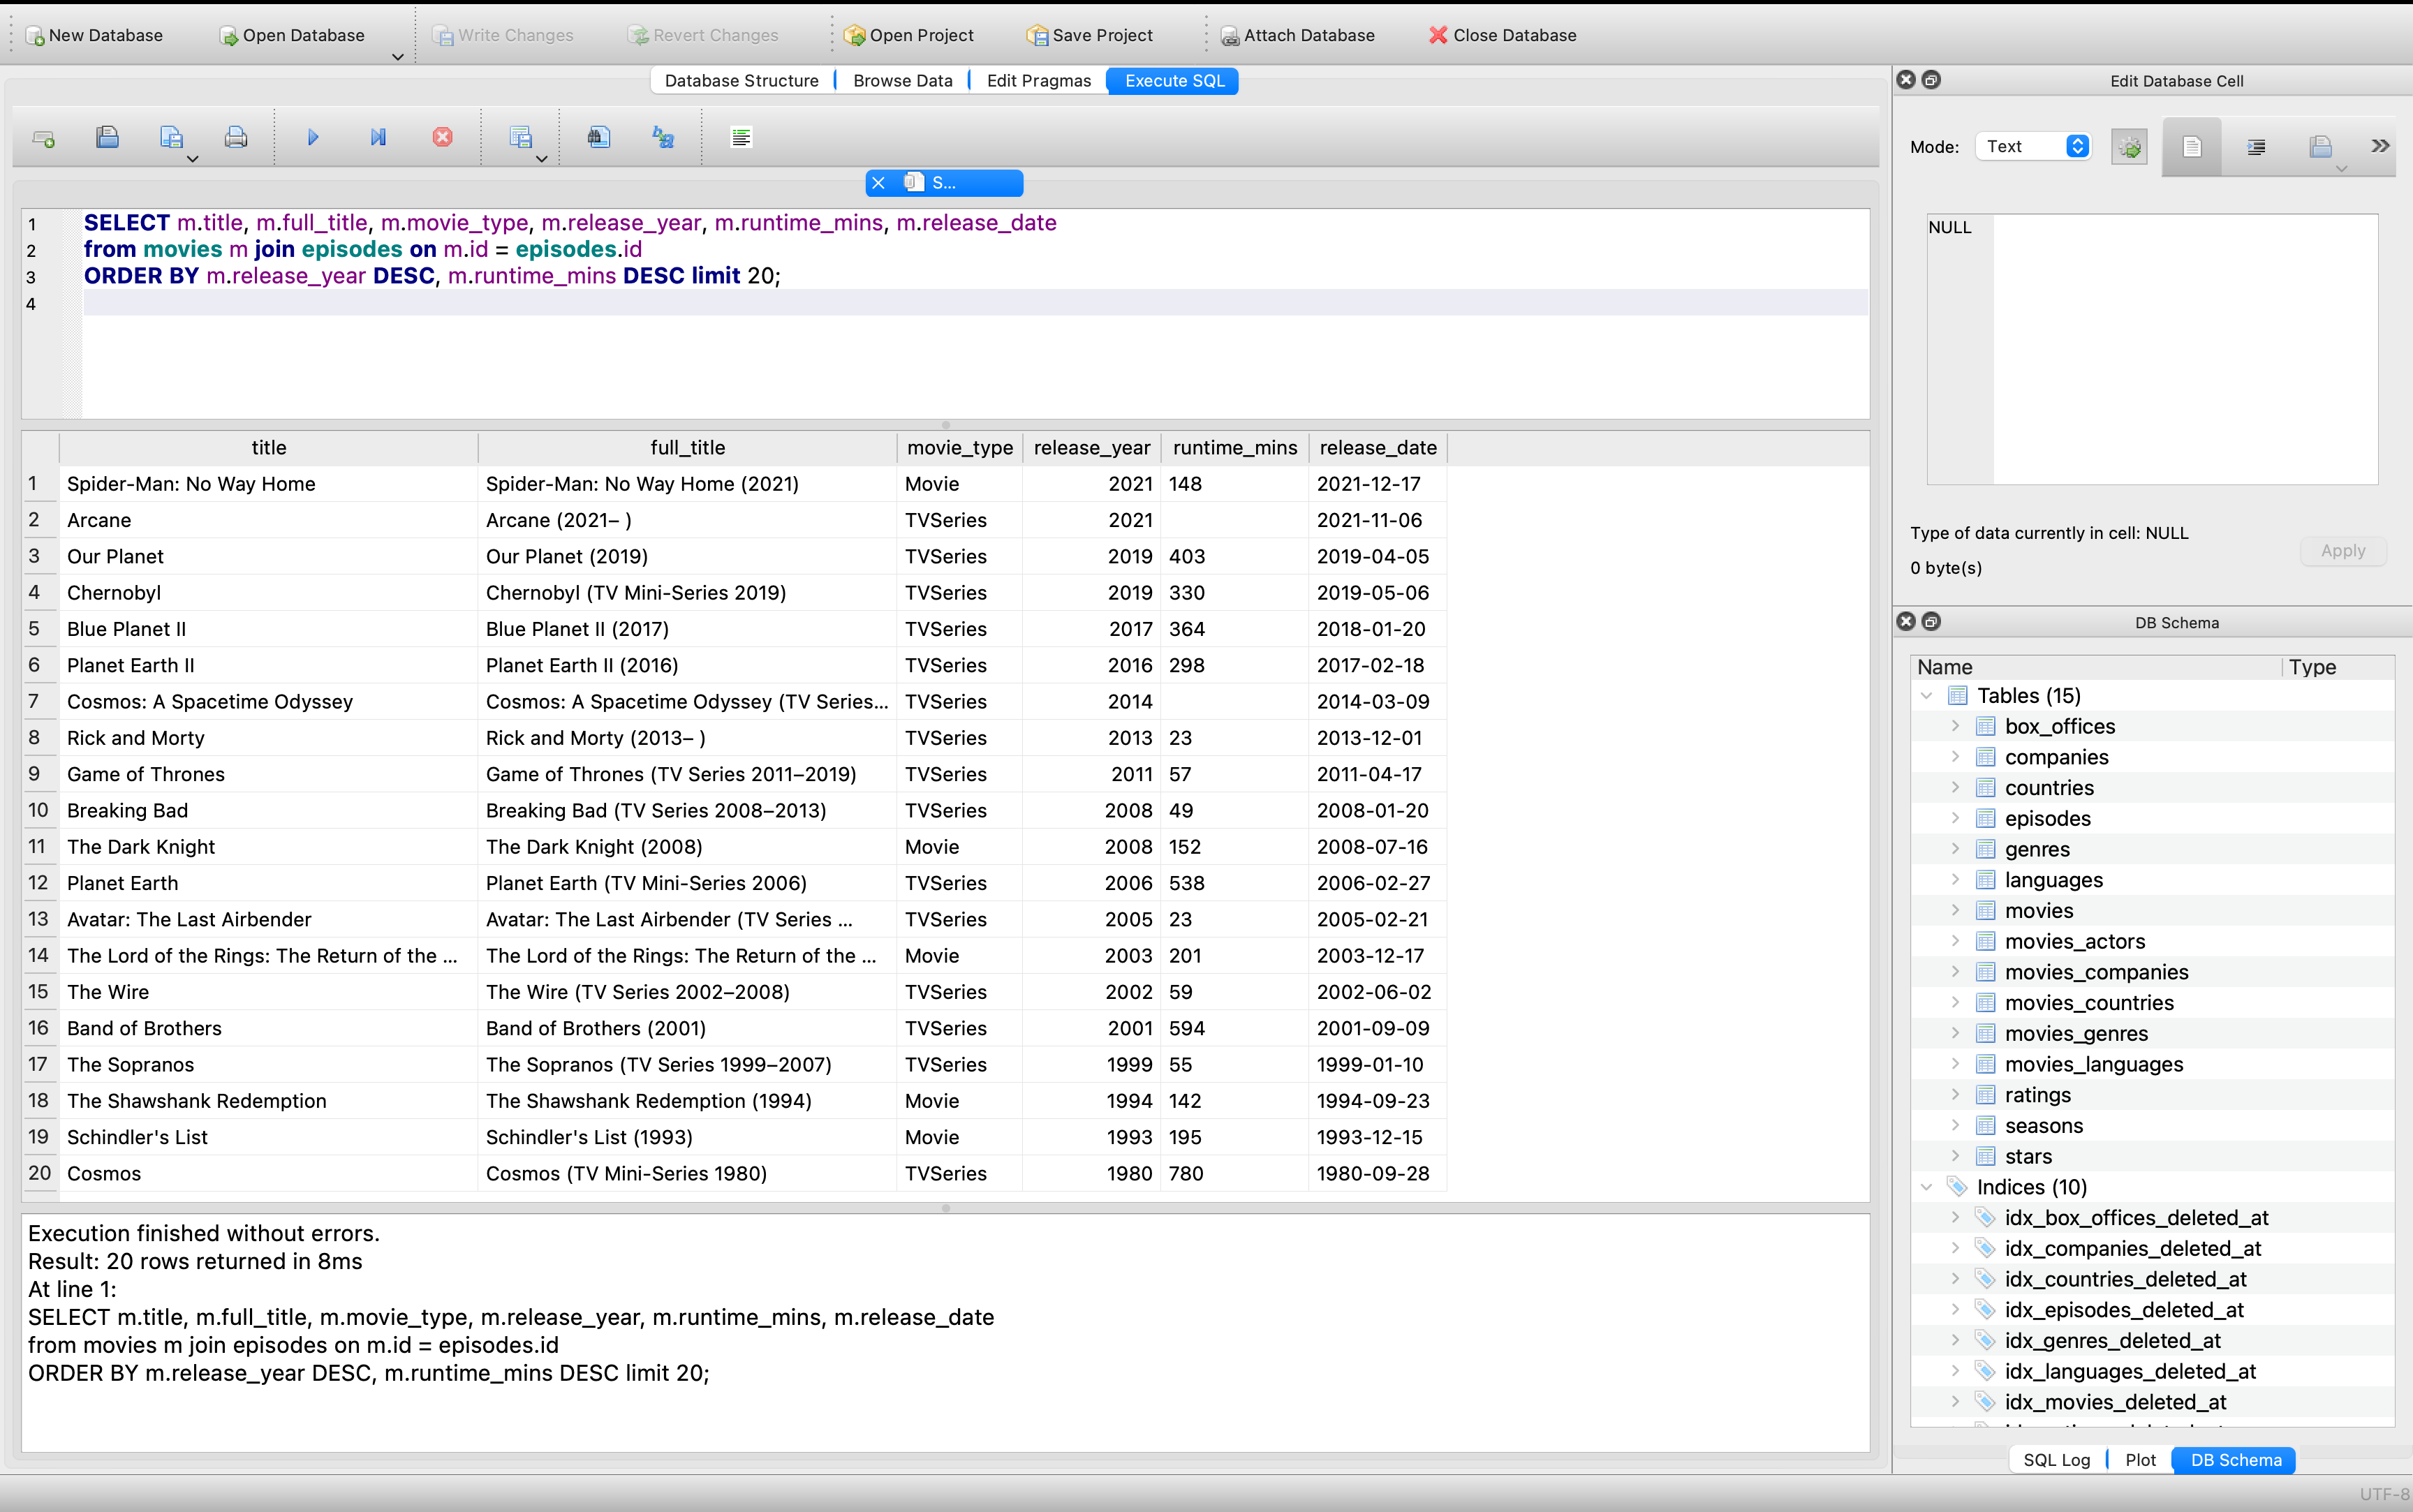 New Database Open Database Write Changes Revert Changes Open Project Save Project Attach Database Close Database
Database Structure Browse Data Edit Pragmas Execute SQL
S...
1 SELECT m.title, m.full_title, m.movie_type, m.release_year, m.runtime_mins, m.release_date
2 from movies m join episodes on m.id = episodes.id
3 ORDER BY m.release_year DESC, m.runtime_mins DESC limit 20;
4
title full_title movie_type release_year runtime_mins release_date
1 Spider-Man: No Way Home Spider-Man: No Way Home (2021) Movie 2021 148 2021-12-17
2 Arcane Arcane (2021– ) TVSeries 2021 2021-11-06
3 Our Planet Our Planet (2019) TVSeries 2019 403 2019-04-05
4 Chernobyl Chernobyl (TV Mini-Series 2019) TVSeries 2019 330 2019-05-06
5 Blue Planet II Blue Planet II (2017) TVSeries 2017 364 2018-01-20
6 Planet Earth II Planet Earth II (2016) TVSeries 2016 298 2017-02-18
7 Cosmos: A Spacetime Odyssey Cosmos: A Spacetime Odyssey (TV Series... TVSeries 2014 2014-03-09
8 Rick and Morty Rick and Morty (2013– ) TVSeries 2013 23 2013-12-01
9 Game of Thrones Game of Thrones (TV Series 2011–2019) TVSeries 2011 57 2011-04-17
10 Breaking Bad Breaking Bad (TV Series 2008–2013) TVSeries 2008 49 2008-01-20
11 The Dark Knight The Dark Knight (2008) Movie 2008 152 2008-07-16
12 Planet Earth Planet Earth (TV Mini-Series 2006) TVSeries 2006 538 2006-02-27
13 Avatar: The Last Airbender Avatar: The Last Airbender (TV Series ... TVSeries 2005 23 2005-02-21
14 The Lord of the Rings: The Return of the ... The Lord of the Rings: The Return of the ... Movie 2003 201 2003-12-17
15 The Wire The Wire (TV Series 2002–2008) TVSeries 2002 59 2002-06-02
16 Band of Brothers Band of Brothers (2001) TVSeries 2001 594 2001-09-09
17 The Sopranos The Sopranos (TV Series 1999–2007) TVSeries 1999 55 1999-01-10
18 The Shawshank Redemption The Shawshank Redemption (1994) Movie 1994 142 1994-09-23
19 Schindler's List Schindler's List (1993) Movie 1993 195 1993-12-15
20 Cosmos Cosmos (TV Mini-Series 1980) TVSeries 1980 780 1980-09-28
Execution finished without errors.
Result: 20 rows returned in 8ms
At line 1:
SELECT m.title, m.full_title, m.movie_type, m.release_year, m.runtime_mins, m.release_date
from movies m join episodes on m.id = episodes.id
ORDER BY m.release_year DESC, m.runtime_mins DESC limit 20;
Edit Database Cell
Mode: Text
NULL
Type of data currently in cell: NULL
0 byte(s)
Apply
DB Schema
Name Type
Tables (15)
box_offices
companies
countries
episodes
genres
languages
movies
movies_actors
movies_companies
movies_countries
movies_genres
movies_languages
ratings
seasons
stars
Indices (10)
idx_box_offices_deleted_at
idx_companies_deleted_at
idx_countries_deleted_at
idx_episodes_deleted_at
idx_genres_deleted_at
idx_languages_deleted_at
idx_movies_deleted_at
SQL Log Plot DB Schema
UTF-8